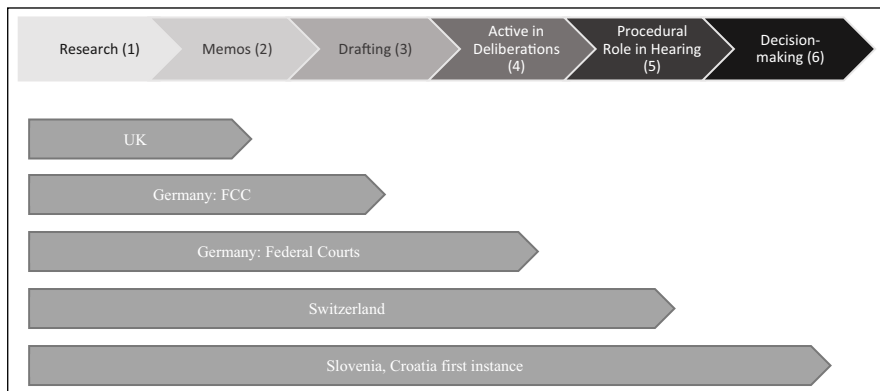 Research (1)
Memos (2)
Drafting (3)
Active in
Deliberations
(4)
Procedural
Role in Hearing
(5)
Decision-
making (6)
UK
Germany: FCC
Germany: Federal Courts
Switzerland
Slovenia, Croatia first instance